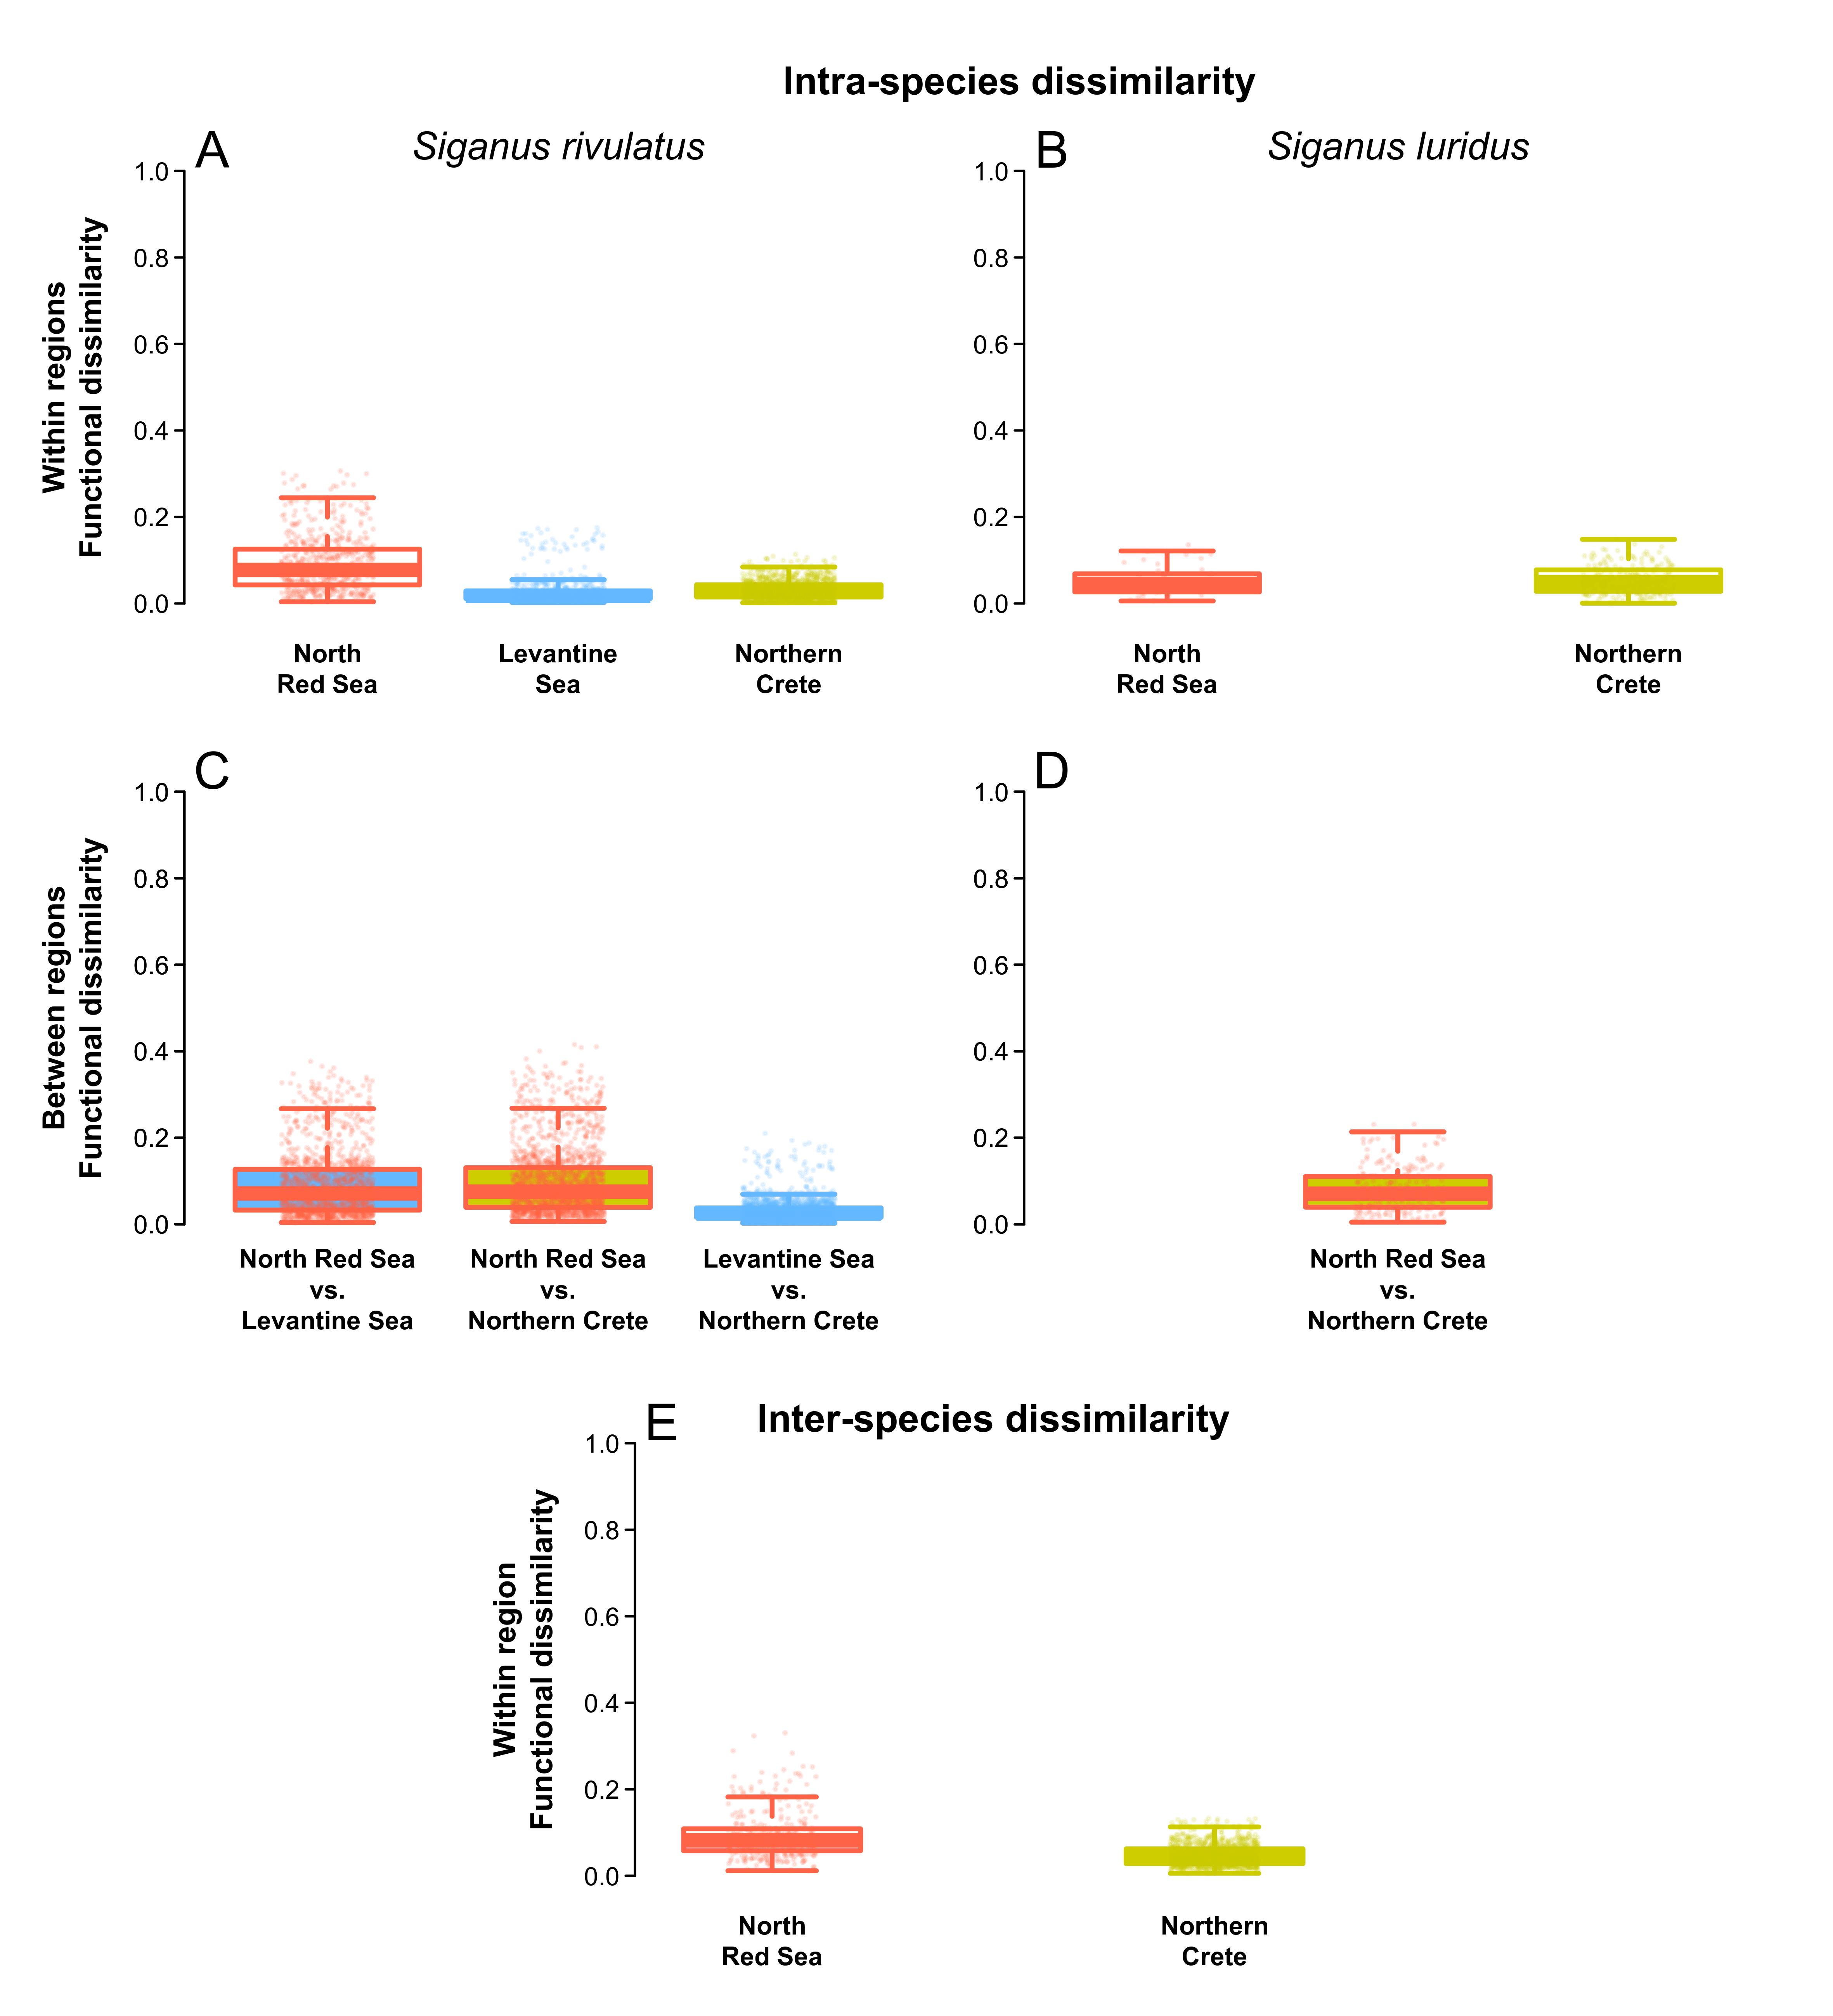 Intra-species dissimilarity
A
Siganus rivulatus
B
Siganus luridus
Within regions
Functional dissimilarity
1.0
0.8
0.6
0.4
0.2
0.0
North
Red Sea
Levantine
Sea
Northern
Crete
1.0
0.8
0.6
0.4
0.2
0.0
North
Red Sea
Northern
Crete
C
Between regions
Functional dissimilarity
1.0
0.8
0.6
0.4
0.2
0.0
North Red Sea
vs.
Levantine Sea
North Red Sea
vs.
Northern Crete
Levantine Sea
vs.
Northern Crete
D
1.0
0.8
0.6
0.4
0.2
0.0
North Red Sea
vs.
Northern Crete
E
Inter-species dissimilarity
Within region
Functional dissimilarity
1.0
0.8
0.6
0.4
0.2
0.0
North
Red Sea
Northern
Crete